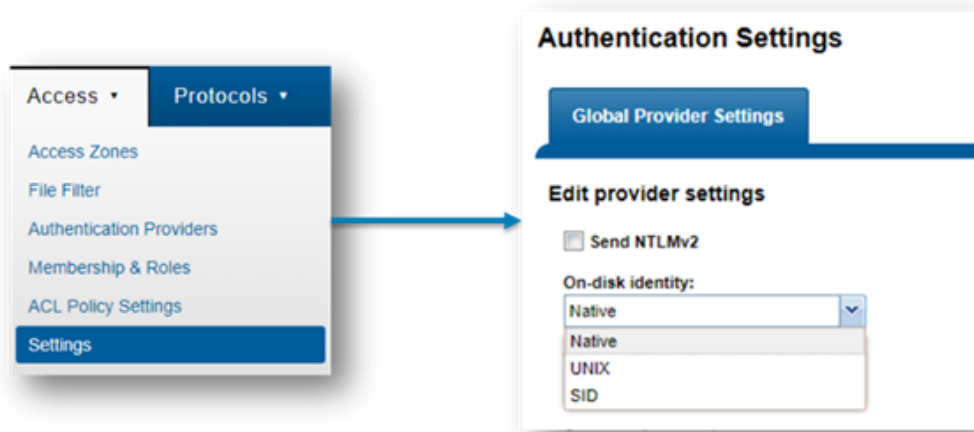 Access
Protocols
Access Zones
File Filter
Authentication Providers
Membership & Roles
ACL Policy Settings
Settings
Authentication Settings
Global Provider Settings
Edit provider settings
Send NTLMv2
On-disk identity:
Native
Native
UNIX
SID